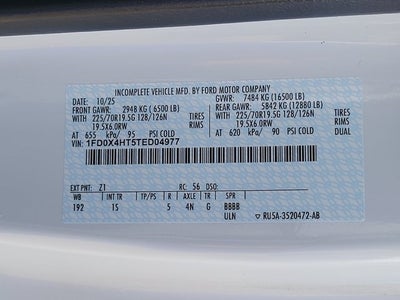 INCOMPLETE VEHICLE MFD. BY FORD MOTOR COMPANY
DATE: 10/25 GVWR: 7484 KG (16500 LB)
FRONT GAWR: 2948 KG ( 6500 LB) REAR GAWR: 5842 KG (12880 LB)
WITH 225/70R19.5G 128/126N TIRES WITH 225/70R19.5G 128/126N TIRES
19.5X6.0RW RIMS 19.5X6.0RW RIMS
AT 655 kPa/ 95 PSI COLD AT 620 kPa/ 90 PSI COLD
VIN: 1FD0X4HT5TED04977
EXT PNT: Z1 RC: 56 DSO:
WB INT TR TP/PS R AXLE TR SPR
192 IS 5 4N G BBBB
ULN RU5A-3520472-AB